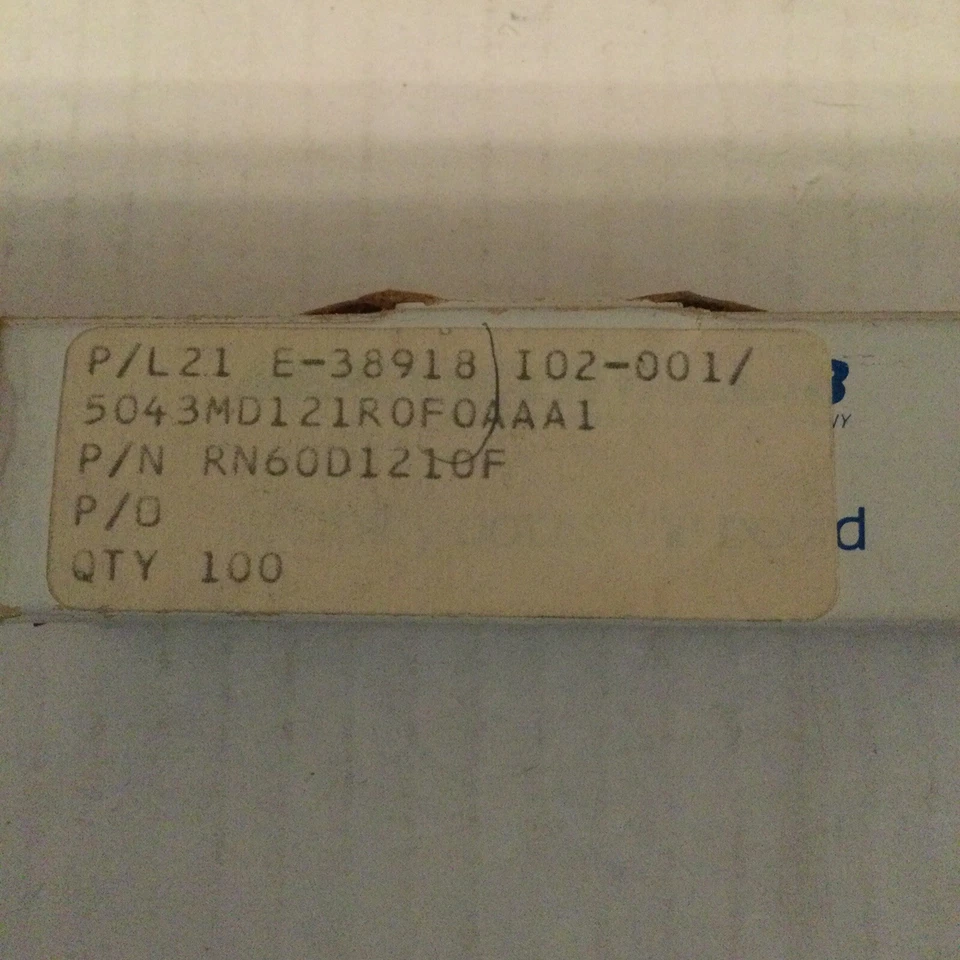 P/L21 E-38918 I02-001/
5043MD121R0F0AAA1
P/N RN60D1210F
P/O
QTY 100
d